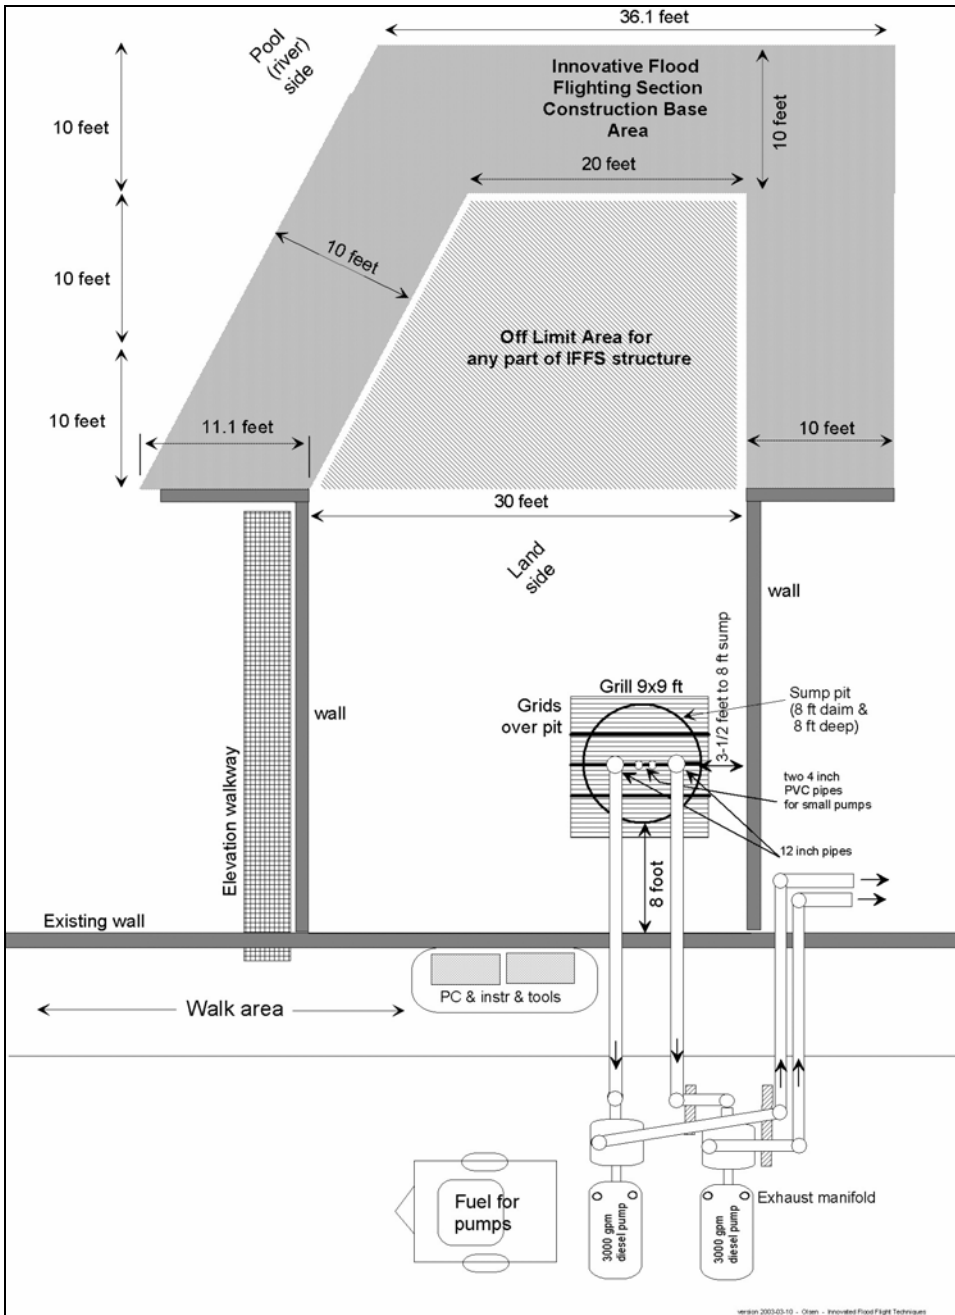 36.1 feet
Pool
(river)
side
Innovative Flood
Flighting Section
Construction Base
Area
10 feet
10 feet
20 feet
10 feet
10 feet
Off Limit Area for
any part of IFFS structure
10 feet
11.1 feet
10 feet
30 feet
Land
side
wall
wall
Elevation walkway
Grill 9x9 ft
Grids
over pit
3-1/2 feet to 8 ft sump
Sump pit
(8 ft daim &
8 ft deep)
two 4 inch
PVC pipes
for small pumps
12 inch pipes
8 foot
Existing wall
PC & instr & tools
Walk area
Fuel for
pumps
3000 gpm
diesel pump
3000 gpm
diesel pump
Exhaust manifold
version 2003-03-10 - Olsen - Innovated Flood Flight Techniques